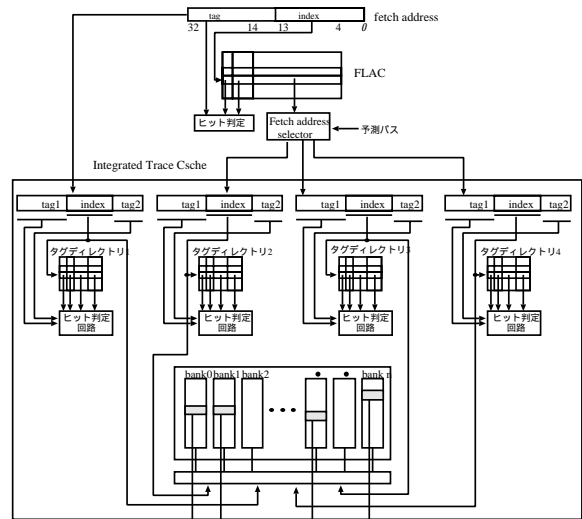 tag index fetch address
32 14 13 4 0
FLAC
ヒット判定
Fetch address
selector
予測パス
Integrated Trace Csche
tag1 index tag2
tag1 index tag2
tag1 index tag2
tag1 index tag2
タグディレクトリ1
タグディレクトリ2
タグディレクトリ3
タグディレクトリ4
ヒット判定
回路
ヒット判定
回路
ヒット判定
回路
ヒット判定
回路
bank0 bank1 bank2 bank n